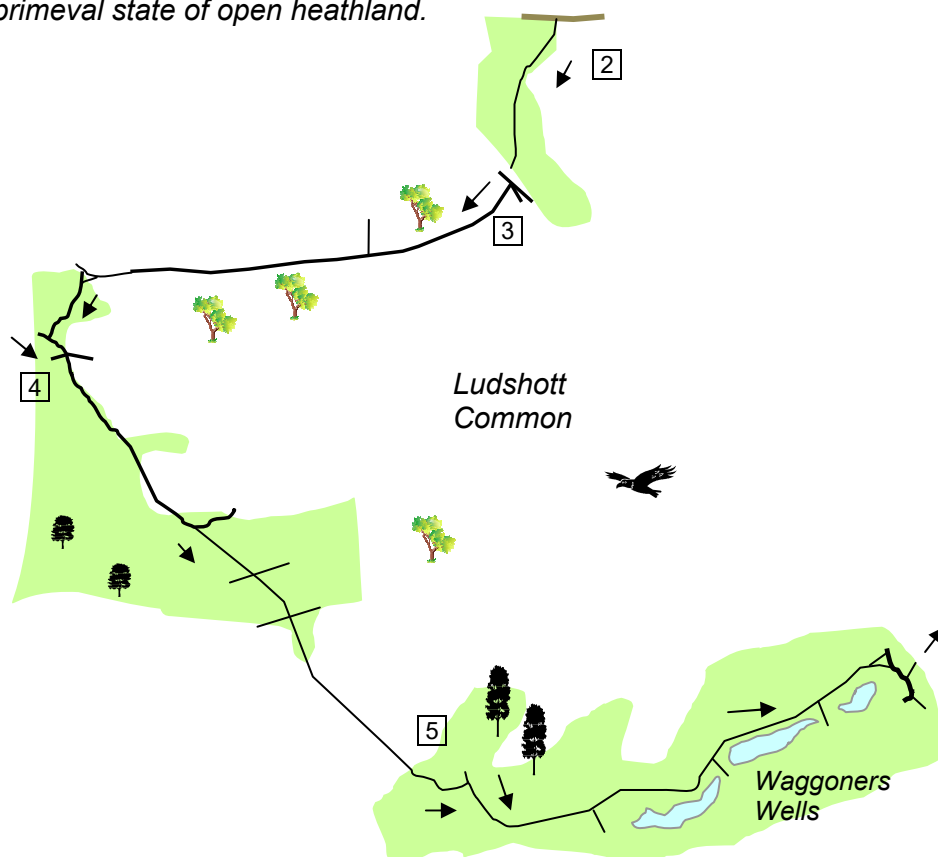 primeval state of open heathland.
2
3
4
Ludshott
Common
5
Waggoners
Wells